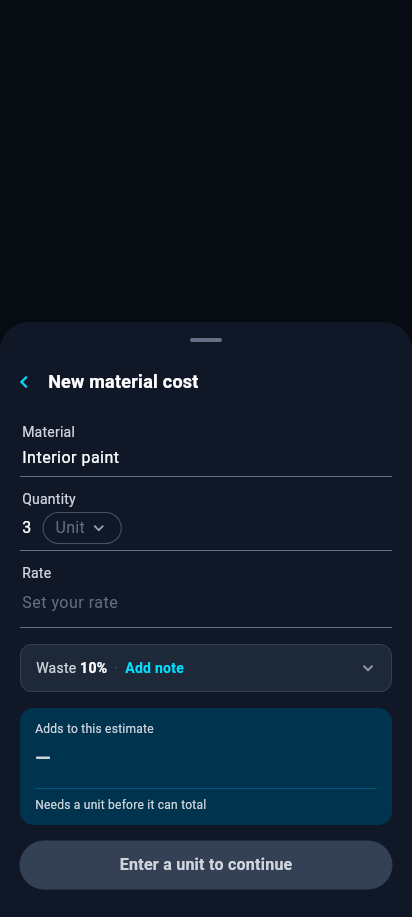 New material cost
Material
Interior paint
Quantity
3 Unit
Rate
Set your rate
Waste 10% · Add note
Adds to this estimate
—
Needs a unit before it can total
Enter a unit to continue